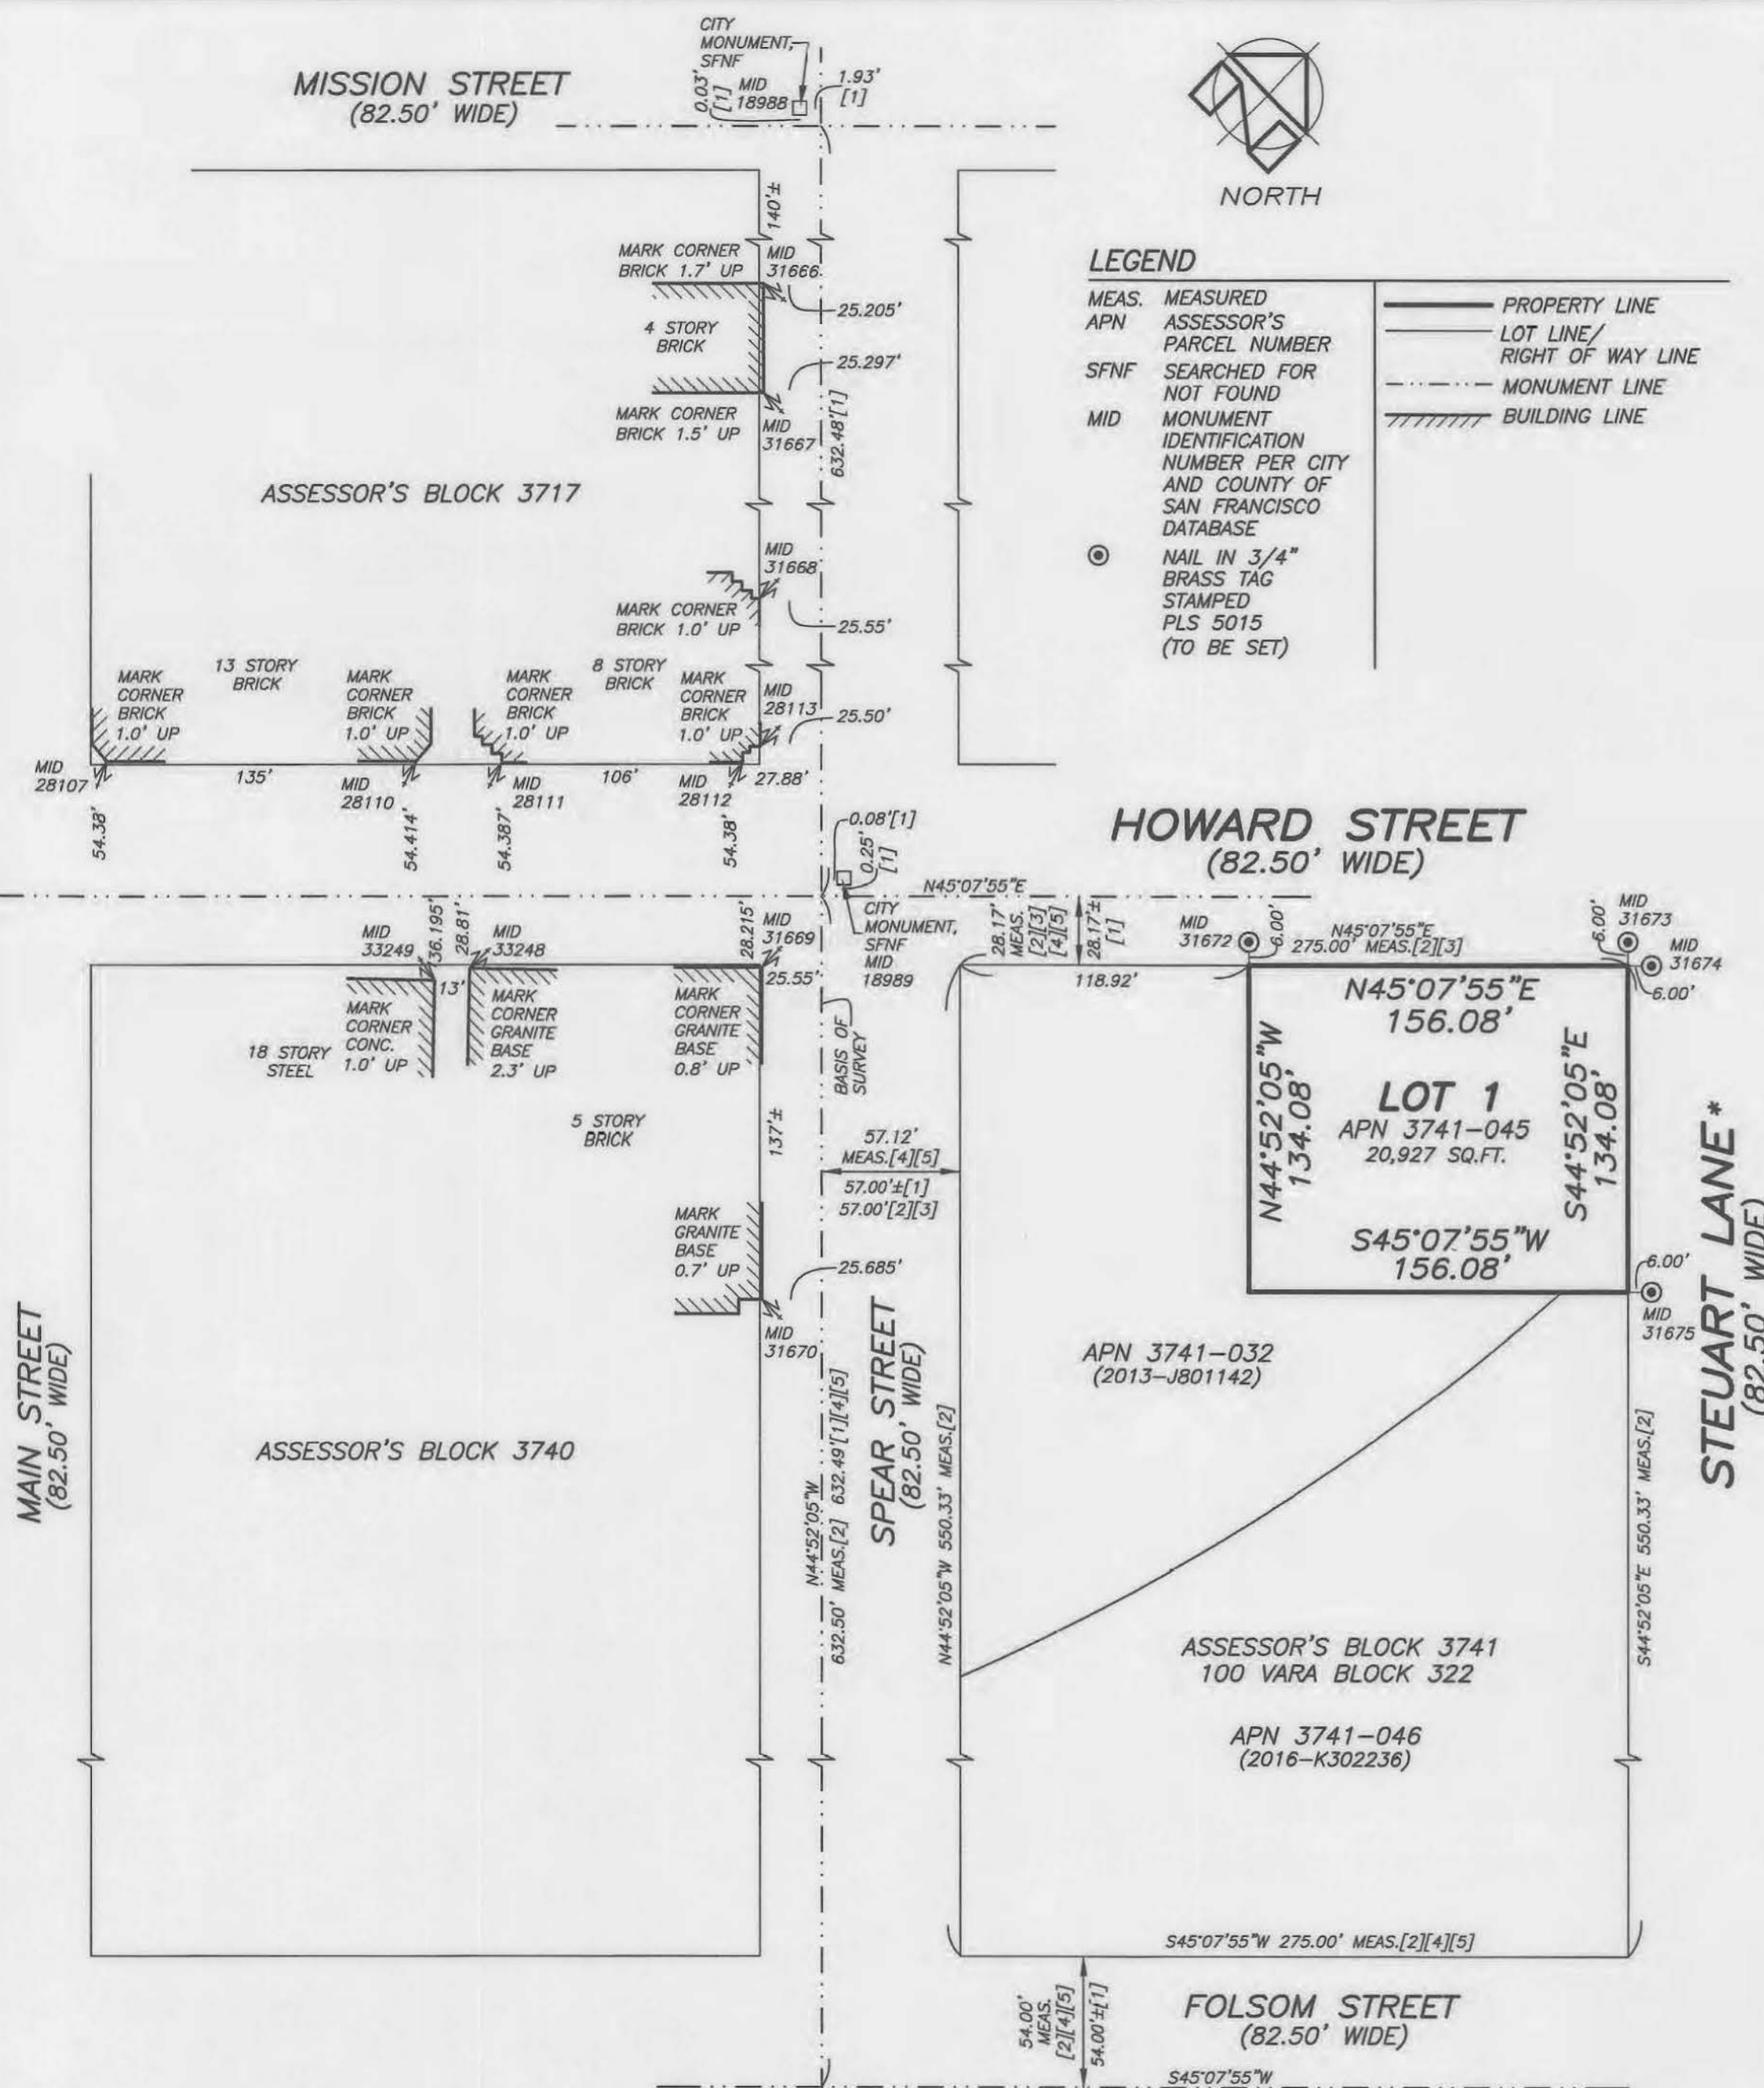 CITY
MONUMENT,
SFNF
MISSION STREET
(82.50' WIDE)
0.03'
[1]
MID
18988
1.93'
[1]
NORTH
140'±
MARK CORNER
BRICK 1.7' UP
MID
31666
25.205'
4 STORY
BRICK
25.297'
MARK CORNER
BRICK 1.5' UP
MID
31667
632.48'[1]
ASSESSOR'S BLOCK 3717
MID
31668
MARK CORNER
BRICK 1.0' UP
25.55'
LEGEND
MEAS. MEASURED
APN ASSESSOR'S
PARCEL NUMBER
SFNF SEARCHED FOR
NOT FOUND
MID MONUMENT
IDENTIFICATION
NUMBER PER CITY
AND COUNTY OF
SAN FRANCISCO
DATABASE
NAIL IN 3/4"
BRASS TAG
STAMPED
PLS 5015
(TO BE SET)
PROPERTY LINE
LOT LINE/
RIGHT OF WAY LINE
MONUMENT LINE
BUILDING LINE
MARK
CORNER
BRICK
1.0' UP
13 STORY
BRICK
MARK
CORNER
BRICK
1.0' UP
MARK
CORNER
BRICK
1.0' UP
8 STORY
BRICK
MARK
CORNER
BRICK
1.0' UP
MID
28113
25.50'
MID
28107
135'
MID
28110
MID
28111
106'
MID
28112
27.88'
54.38'
54.414'
54.387'
54.38'
0.08'[1]
0.25'
[1]
HOWARD STREET
(82.50' WIDE)
N45°07'55"E
CITY
MONUMENT,
SFNF
MID
18989
MID
33249
36.195'
28.81'
MID
33248
28.215'
MID
31669
28.17'
MEAS.
[2][3]
[4][5]
28.17'±
[1]
MID
31672
6.00'
N45°07'55"E
275.00' MEAS.[2][3]
6.00'
MID
31673
MID
31674
6.00'
13'
25.55'
118.92'
MARK
CORNER
CONC.
1.0' UP
18 STORY
STEEL
MARK
CORNER
GRANITE
BASE
2.3' UP
MARK
CORNER
GRANITE
BASE
0.8' UP
BASIS OF
SURVEY
N45°07'55"E
156.08'
N44°52'05"W
134.08'
LOT 1
APN 3741-045
20,927 SQ.FT.
S44°52'05"E
134.08'
S45°07'55"W
156.08'
5 STORY
BRICK
137'±
57.12'
MEAS.[4][5]
57.00'±[1]
57.00'[2][3]
MARK
GRANITE
BASE
0.7' UP
25.685'
MID
31670
6.00'
MID
31675
STEUART LANE*
(82.50' WIDE)
MAIN STREET
(82.50' WIDE)
SPEAR STREET
(82.50' WIDE)
APN 3741-032
(2013-J801142)
ASSESSOR'S BLOCK 3740
N44°52'05"W
632.50' MEAS.[2] 632.49'[1][4][5]
N44°52'05"W 550.33' MEAS.[2]
S44°52'05"E 550.33' MEAS.[2]
ASSESSOR'S BLOCK 3741
100 VARA BLOCK 322
APN 3741-046
(2016-K302236)
S45°07'55"W 275.00' MEAS.[2][4][5]
54.00'
MEAS.
[2][4][5]
54.00'±[1]
FOLSOM STREET
(82.50' WIDE)
S45°07'55"W